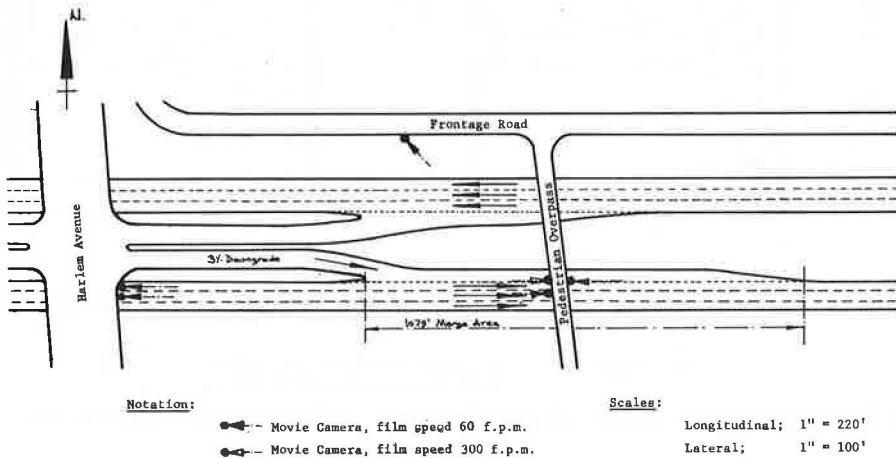 N.
Frontage Road
Harlem Avenue
Pedestrian Overpass
3% Downgrade
1079' Merge Area
Notation:
Movie Camera, film speed 60 f.p.m.
Movie Camera, film speed 300 f.p.m.
Scales:
Longitudinal; 1" = 220'
Lateral; 1" = 100'